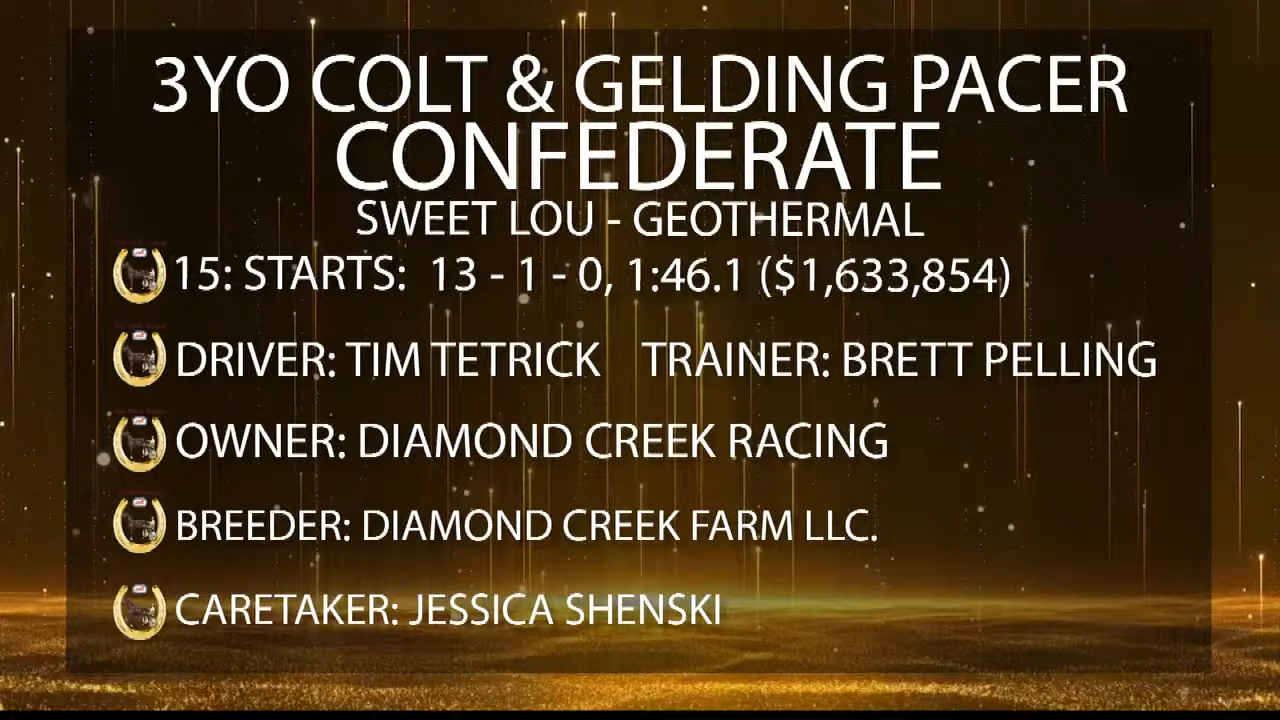 3YO COLT & GELDING PACER
CONFEDERATE
SWEET LOU - GEOTHERMAL
15: STARTS: 13 - 1 - 0, 1:46.1 ($1,633,854)
DRIVER: TIM TETRICK TRAINER: BRETT PELLING
OWNER: DIAMOND CREEK RACING
BREEDER: DIAMOND CREEK FARM LLC.
CARETAKER: JESSICA SHENSKI